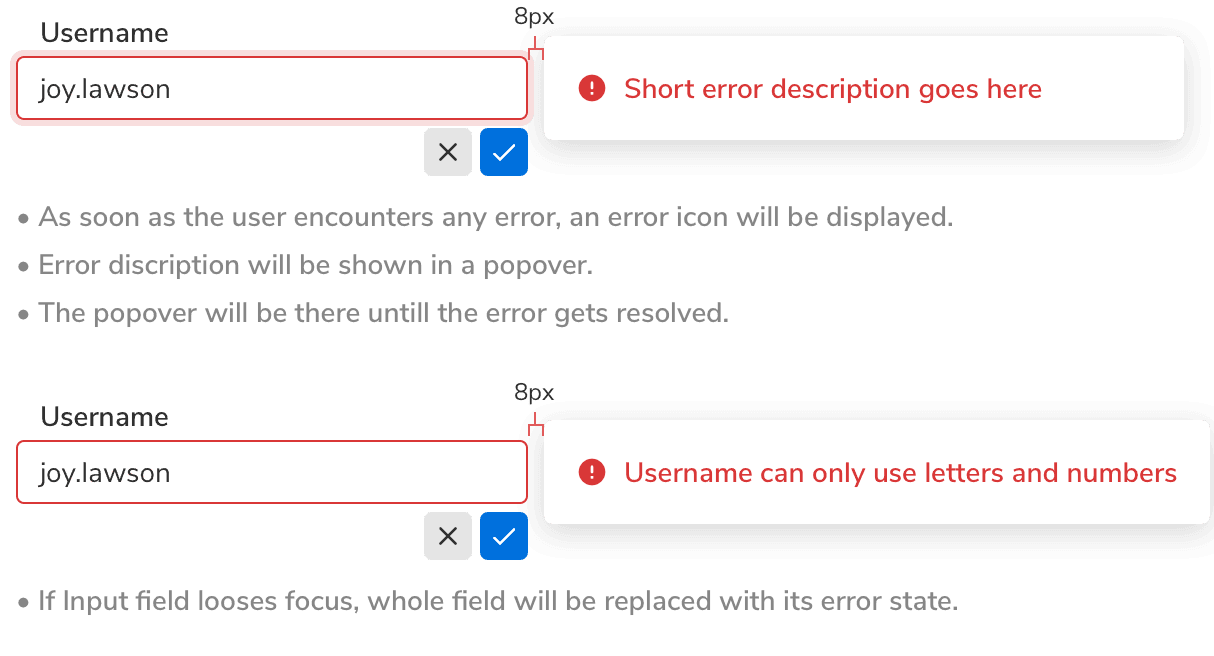 8px
Username
joy.lawson
Short error description goes here
• As soon as the user encounters any error, an error icon will be displayed.
• Error discription will be shown in a popover.
• The popover will be there untill the error gets resolved.
8px
Username
joy.lawson
Username can only use letters and numbers
• If Input field looses focus, whole field will be replaced with its error state.